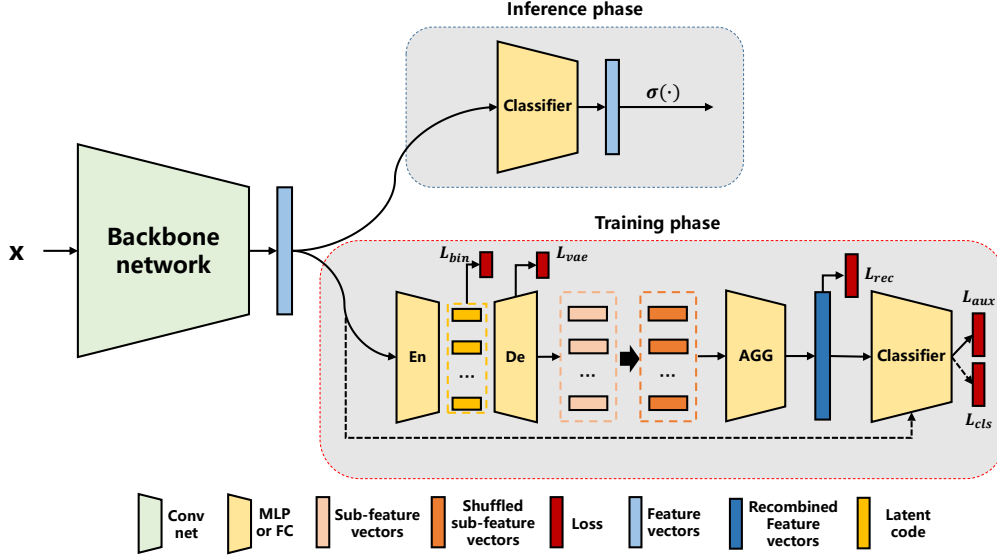 Inference phase
Classifier
σ(·)
x
Backbone
network
Training phase
L_bin
L_vae
L_rec
L_aux
En
...
De
...
...
AGG
Classifier
L_cls
Conv
net
MLP
or FC
Sub-feature
vectors
Shuffled
sub-feature
vectors
Loss
Feature
vectors
Recombined
Feature
vectors
Latent
code